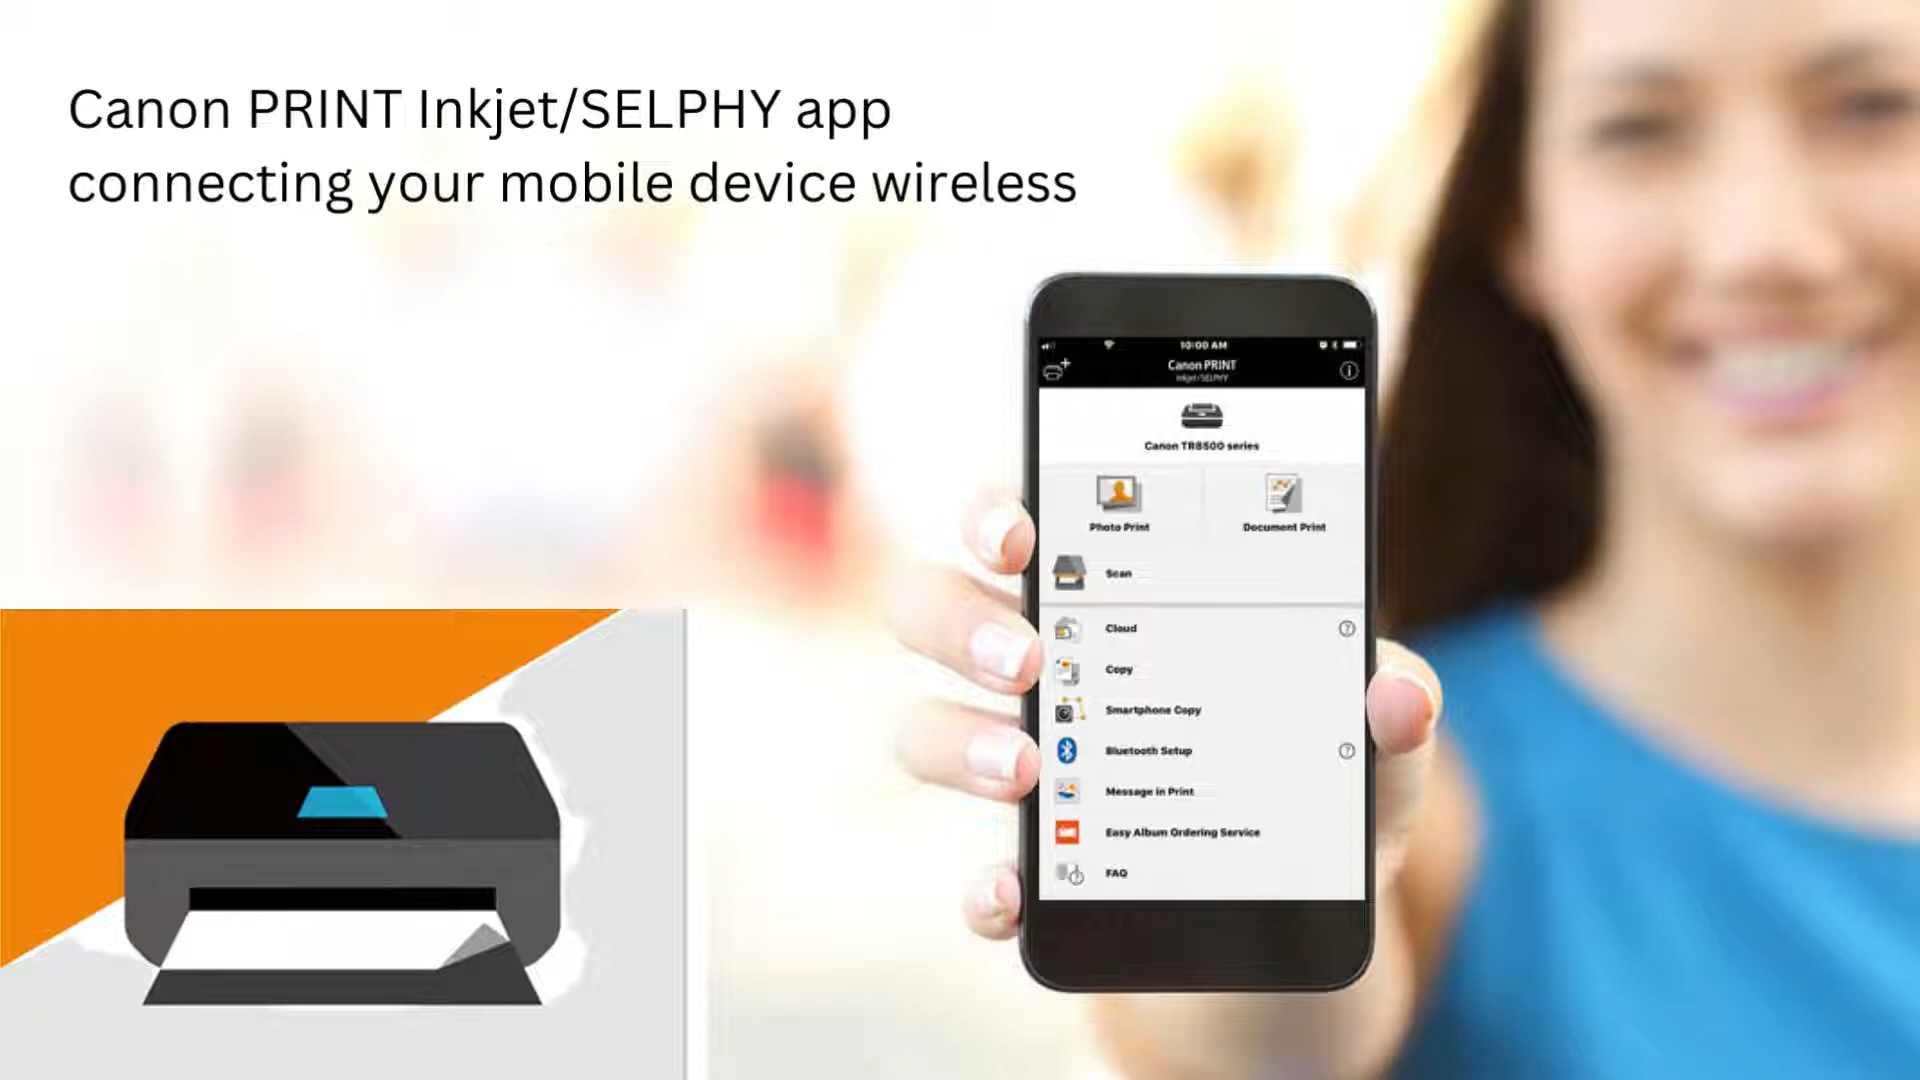 Canon PRINT Inkjet/SELPHY app
connecting your mobile device wireless
10:00 AM
Canon PRINT
Inkjet/SELPHY
Canon TR8500 series
Photo Print
Document Print
Scan
Cloud
Copy
Smartphone Copy
Bluetooth Setup
Message in Print
Easy Album Ordering Service
FAQ